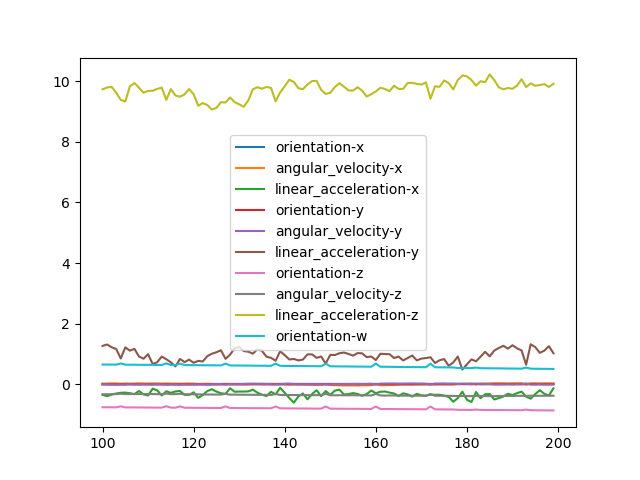 10
8
6
4
2
0
orientation-x
angular_velocity-x
linear_acceleration-x
orientation-y
angular_velocity-y
linear_acceleration-y
orientation-z
angular_velocity-z
linear_acceleration-z
orientation-w
100 120 140 160 180 200